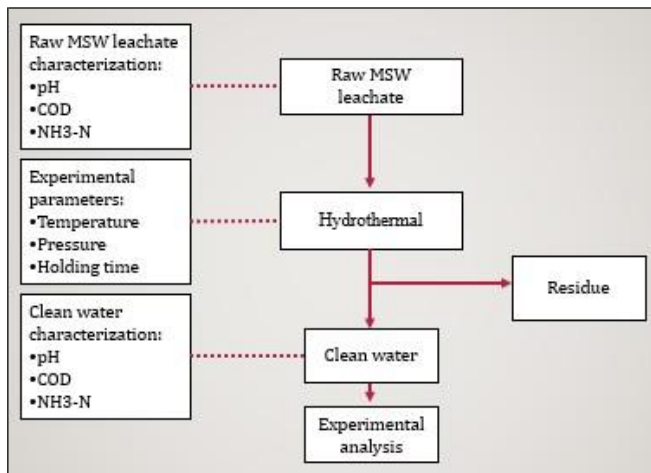 Raw MSW leachate
characterization:
•pH
•COD
•NH3-N
Raw MSW
leachate
Experimental
parameters:
•Temperature
•Pressure
•Holding time
Hydrothermal
Residue
Clean water
characterization:
•pH
•COD
•NH3-N
Clean water
Experimental
analysis